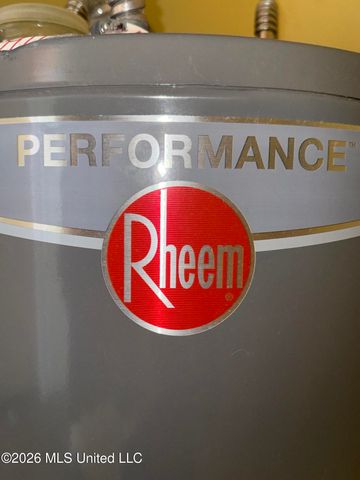 PERFORMANCE™
Rheem®
©2026 MLS United LLC